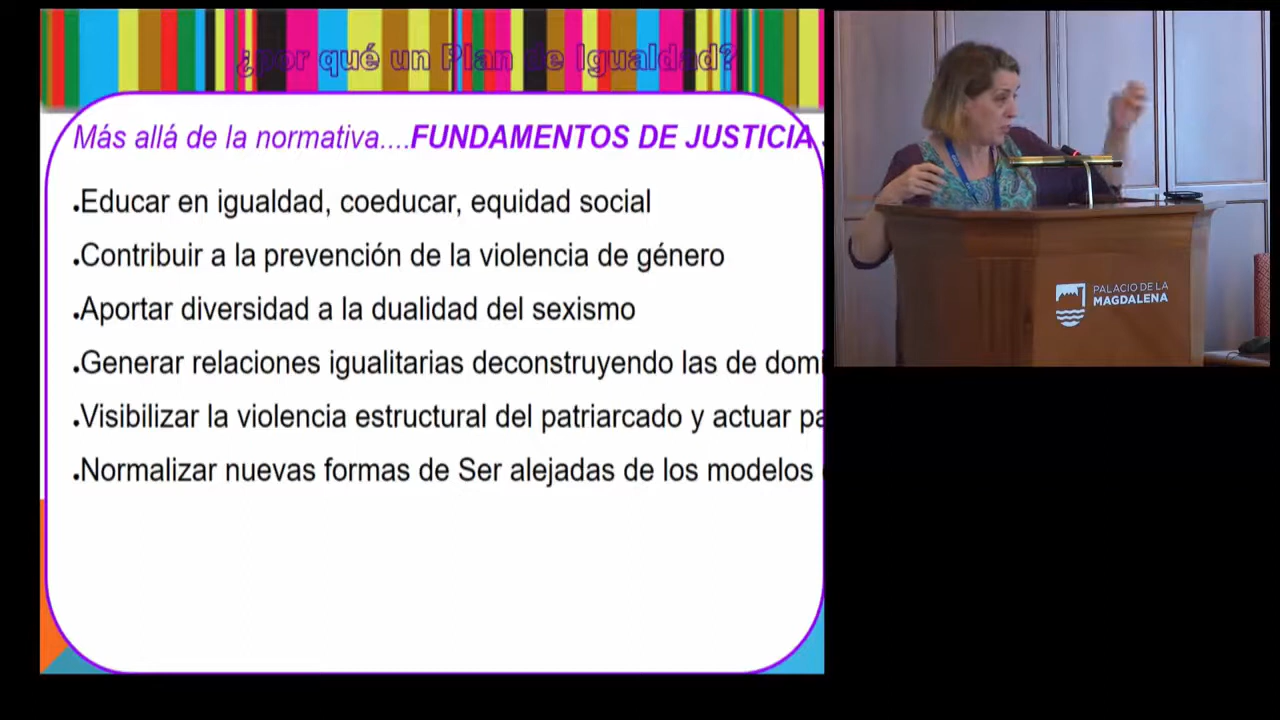 ¿por qué un Plan de Igualdad?
Más allá de la normativa....FUNDAMENTOS DE JUSTICIA
.Educar en igualdad, coeducar, equidad social
.Contribuir a la prevención de la violencia de género
.Aportar diversidad a la dualidad del sexismo
.Generar relaciones igualitarias deconstruyendo las de domi
.Visibilizar la violencia estructural del patriarcado y actuar pa
.Normalizar nuevas formas de Ser alejadas de los modelos
PALACIO DE LA
MAGDALENA